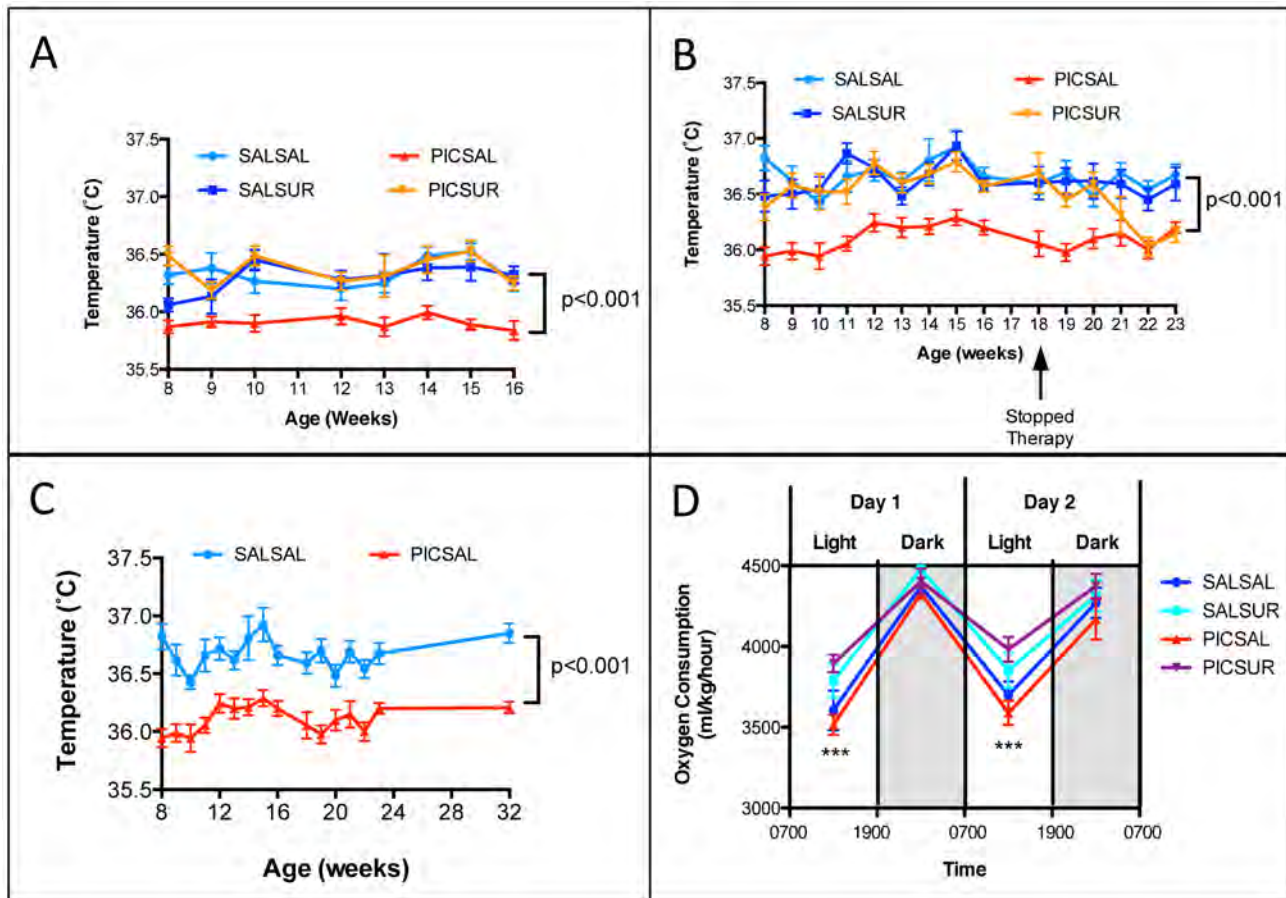 A
SALSAL PICSAL
SALSUR PICSUR
Temperature (˚C)
37.5
37.0
36.5
36.0
35.5
8 9 10 11 12 13 14 15 16
Age (Weeks)
p<0.001
B
SALSAL PICSAL
SALSUR PICSUR
Temperature (˚C)
37.5
37.0
36.5
36.0
35.5
8 9 10 11 12 13 14 15 16 17 18 19 20 21 22 23
Age (weeks)
p<0.001
Stopped
Therapy
C
SALSAL PICSAL
Temperature (˚C)
37.5
37.0
36.5
36.0
35.5
8 12 16 20 24 28 32
Age (weeks)
p<0.001
D
Day 1 Day 2
Light Dark Light Dark
Oxygen Consumption
(ml/kg/hour)
4500
4000
3500
3000
*** ***
0700 1900 0700 1900 0700
Time
SALSAL
SALSUR
PICSAL
PICSUR